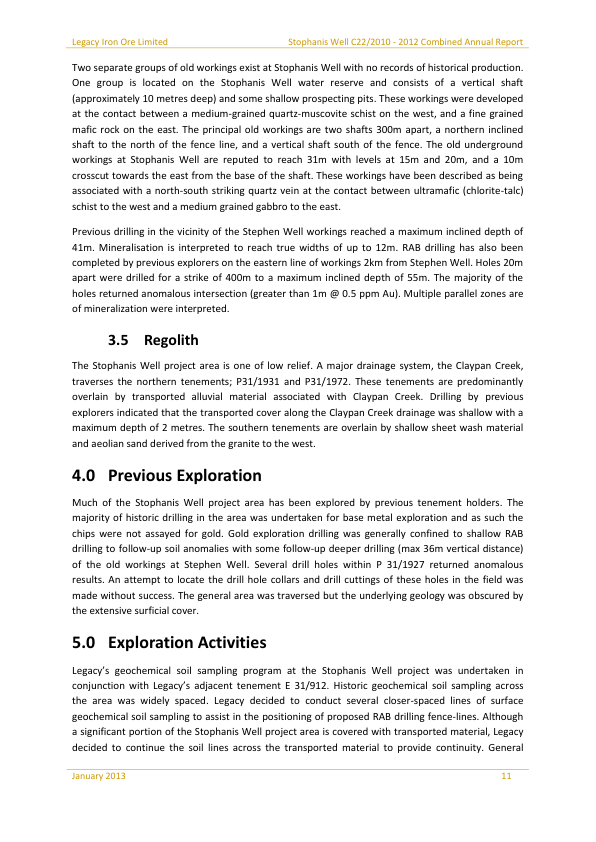 Legacy Iron Ore Limited    Stophanis Well C22/2010 - 2012 Combined Annual Report
Two separate groups of old workings exist at Stophanis Well with no records of historical production.
One group is located on the Stophanis Well water reserve and consists of a vertical shaft
(approximately 10 metres deep) and some shallow prospecting pits. These workings were developed
at the contact between a medium-grained quartz-muscovite schist on the west, and a fine grained
mafic rock on the east. The principal old workings are two shafts 300m apart, a northern inclined
shaft to the north of the fence line, and a vertical shaft south of the fence. The old underground
workings at Stophanis Well are reputed to reach 31m with levels at 15m and 20m, and a 10m
crosscut towards the east from the base of the shaft. These workings have been described as being
associated with a north-south striking quartz vein at the contact between ultramafic (chlorite-talc)
schist to the west and a medium grained gabbro to the east.
Previous drilling in the vicinity of the Stephen Well workings reached a maximum inclined depth of
41m. Mineralisation is interpreted to reach true widths of up to 12m. RAB drilling has also been
completed by previous explorers on the eastern line of workings 2km from Stephen Well. Holes 20m
apart were drilled for a strike of 400m to a maximum inclined depth of 55m. The majority of the
holes returned anomalous intersection (greater than 1m @ 0.5 ppm Au). Multiple parallel zones are
of mineralization were interpreted.
3.5 Regolith
The Stophanis Well project area is one of low relief. A major drainage system, the Claypan Creek,
traverses the northern tenements; P31/1931 and P31/1972. These tenements are predominantly
overlain by transported alluvial material associated with Claypan Creek. Drilling by previous
explorers indicated that the transported cover along the Claypan Creek drainage was shallow with a
maximum depth of 2 metres. The southern tenements are overlain by shallow sheet wash material
and aeolian sand derived from the granite to the west.
4.0 Previous Exploration
Much of the Stophanis Well project area has been explored by previous tenement holders. The
majority of historic drilling in the area was undertaken for base metal exploration and as such the
chips were not assayed for gold. Gold exploration drilling was generally confined to shallow RAB
drilling to follow-up soil anomalies with some follow-up deeper drilling (max 36m vertical distance)
of the old workings at Stephen Well. Several drill holes within P 31/1927 returned anomalous
results. An attempt to locate the drill hole collars and drill cuttings of these holes in the field was
made without success. The general area was traversed but the underlying geology was obscured by
the extensive surficial cover.
5.0 Exploration Activities
Legacy's geochemical soil sampling program at the Stophanis Well project was undertaken in
conjunction with Legacy's adjacent tenement E 31/912. Historic geochemical soil sampling across
the area was widely spaced. Legacy decided to conduct several closer-spaced lines of surface
geochemical soil sampling to assist in the positioning of proposed RAB drilling fence-lines. Although
a significant portion of the Stophanis Well project area is covered with transported material, Legacy
decided to continue the soil lines across the transported material to provide continuity. General
January 2013    11